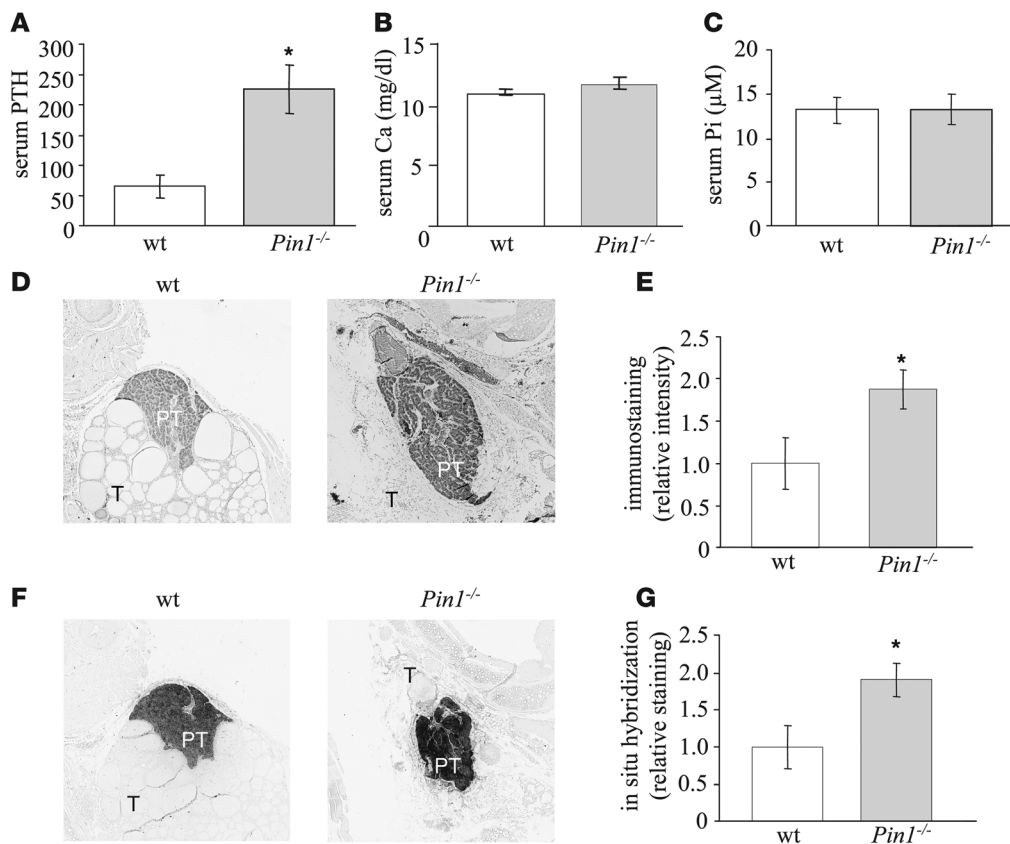 A
serum PTH
300
250
200
150
100
50
0
*
wt
Pin1-/-
B
serum Ca (mg/dl)
15
10
5
0
wt
Pin1-/-
C
serum Pi (µM)
20
15
10
5
0
wt
Pin1-/-
D
wt
PT
T
Pin1-/-
PT
T
E
immunostaining
(relative intensity)
2.5
2.0
1.0
0.5
0
*
wt
Pin1-/-
F
wt
PT
T
Pin1-/-
T
PT
G
in situ hybridization
(relative staining)
2.5
2.0
1.5
1.0
0.5
0
*
wt
Pin1-/-